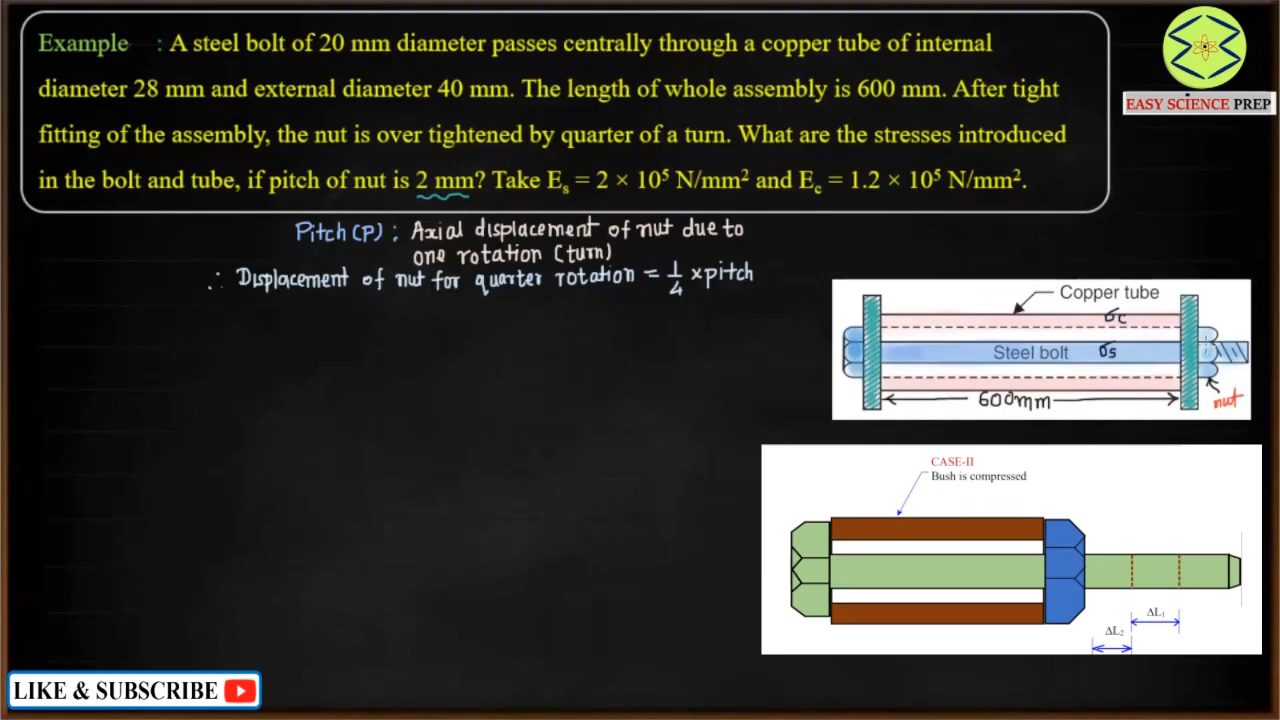 Example : A steel bolt of 20 mm diameter passes centrally through a copper tube of internal
diameter 28 mm and external diameter 40 mm. The length of whole assembly is 600 mm. After tight
fitting of the assembly, the nut is over tightened by quarter of a turn. What are the stresses introduced
in the bolt and tube, if pitch of nut is 2 mm? Take Eₛ = 2 × 10⁵ N/mm² and E꜀ = 1.2 × 10⁵ N/mm².
EASY SCIENCE PREP
Pitch (P) : Axial displacement of nut due to
one rotation (turn)
∴ Displacement of nut for quarter rotation = 1/4 × pitch
Copper tube
σc
Steel bolt σs
600mm
nut
CASE-II
Bush is compressed
ΔL₁
ΔL₂
LIKE & SUBSCRIBE